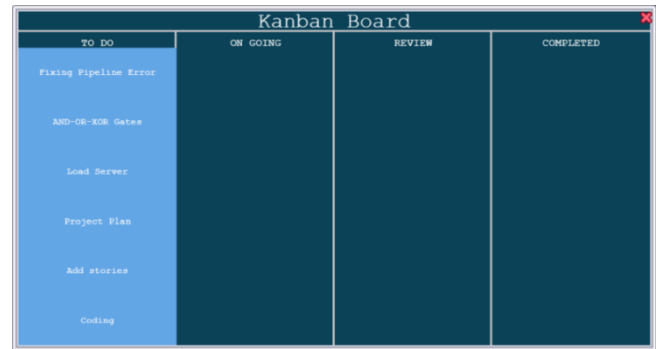 Kanban Board
TO DO
ON GOING
REVIEW
COMPLETED
Fixing Pipeline Error
AND-OR-XOR Gates
Load Server
Project Plan
Add stories
Coding